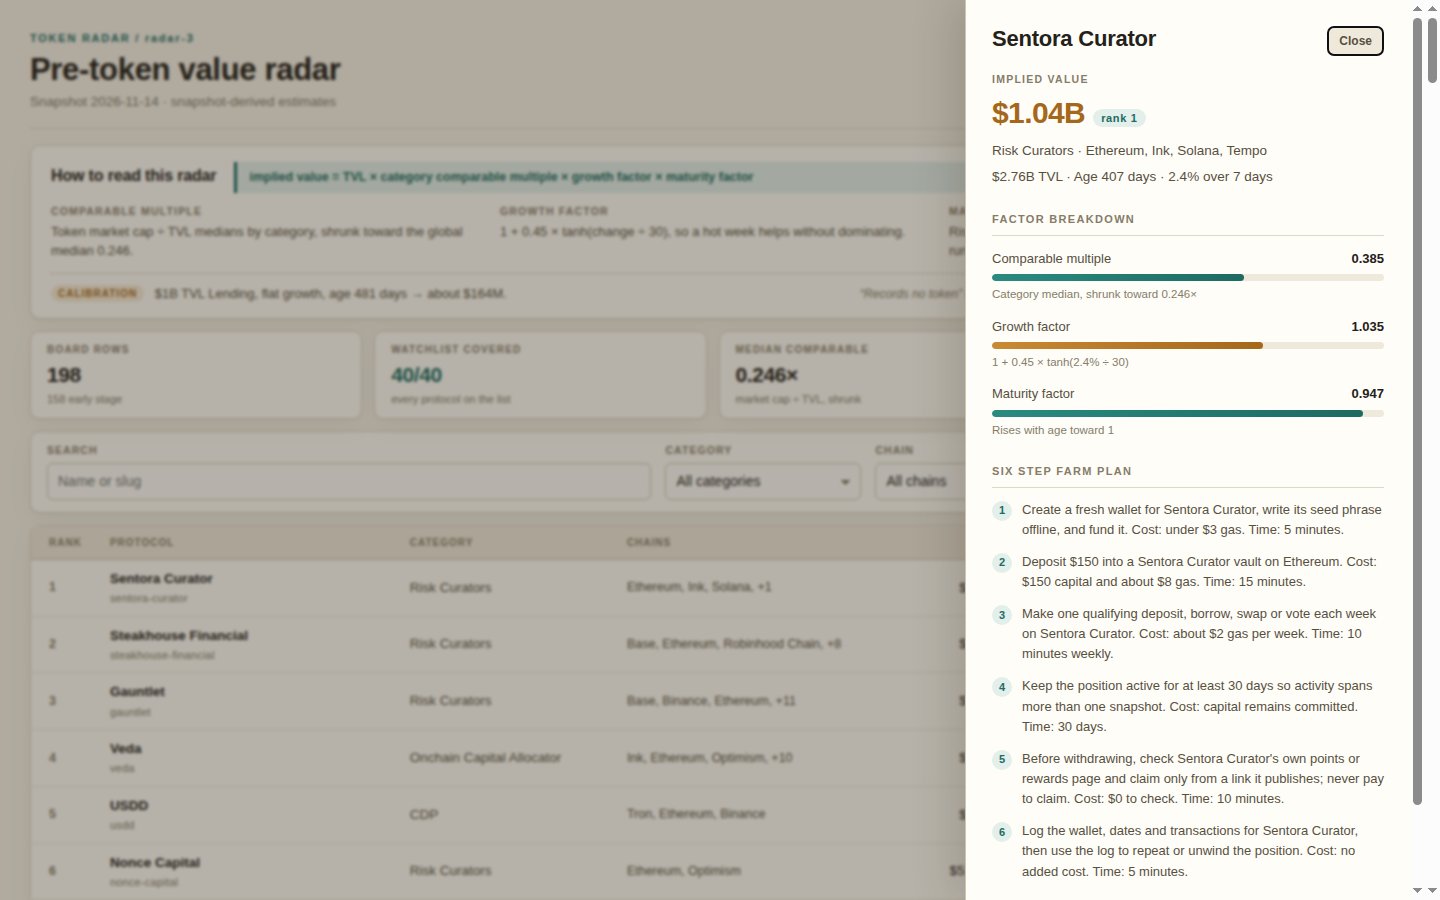 TOKEN RADAR / radar-3
Pre-token value radar
Snapshot 2026-11-14 · snapshot-derived estimates
How to read this radar
implied value = TVL × category comparable multiple × growth factor × maturity factor
COMPARABLE MULTIPLE
Token market cap ÷ TVL medians by category, shrunk toward the global
median 0.246.
GROWTH FACTOR
1 + 0.45 × tanh(change ÷ 30), so a hot week helps without dominating.
CALIBRATION
$1B TVL Lending, flat growth, age 481 days → about $164M.
"Records no token"
BOARD ROWS
198
158 early stage
WATCHLIST COVERED
40/40
every protocol on the list
MEDIAN COMPARABLE
0.246×
market cap ÷ TVL, shrunk
SEARCH
Name or slug
CATEGORY
All categories
CHAIN
All chains
RANK PROTOCOL CATEGORY CHAINS
1 Sentora Curator Risk Curators Ethereum, Ink, Solana, +1
sentora-curator
2 Steakhouse Financial Risk Curators Base, Ethereum, Robinhood Chain, +8
steakhouse-financial
3 Gauntlet Risk Curators Base, Binance, Ethereum, +11
gauntlet
4 Veda Onchain Capital Allocator Ink, Ethereum, Optimism, +10
veda
5 USDD CDP Tron, Ethereum, Binance
usdd
6 Nonce Capital Risk Curators Ethereum, Optimism
nonce-capital
Sentora Curator
Close
IMPLIED VALUE
$1.04B rank 1
Risk Curators · Ethereum, Ink, Solana, Tempo
$2.76B TVL · Age 407 days · 2.4% over 7 days
FACTOR BREAKDOWN
Comparable multiple 0.385
Category median, shrunk toward 0.246×
Growth factor 1.035
1 + 0.45 × tanh(2.4% ÷ 30)
Maturity factor 0.947
Rises with age toward 1
SIX STEP FARM PLAN
1 Create a fresh wallet for Sentora Curator, write its seed phrase
offline, and fund it. Cost: under $3 gas. Time: 5 minutes.
2 Deposit $150 into a Sentora Curator vault on Ethereum. Cost:
$150 capital and about $8 gas. Time: 15 minutes.
3 Make one qualifying deposit, borrow, swap or vote each week
on Sentora Curator. Cost: about $2 gas per week. Time: 10
minutes weekly.
4 Keep the position active for at least 30 days so activity spans
more than one snapshot. Cost: capital remains committed.
Time: 30 days.
5 Before withdrawing, check Sentora Curator's own points or
rewards page and claim only from a link it publishes; never pay
to claim. Cost: $0 to check. Time: 10 minutes.
6 Log the wallet, dates and transactions for Sentora Curator,
then use the log to repeat or unwind the position. Cost: no
added cost. Time: 5 minutes.